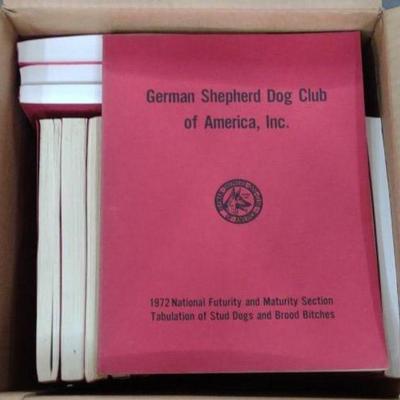 German Shepherd Dog Club
of America, Inc.
1972 National Futurity and Maturity Section
Tabulation of Stud Dogs and Brood Bitches